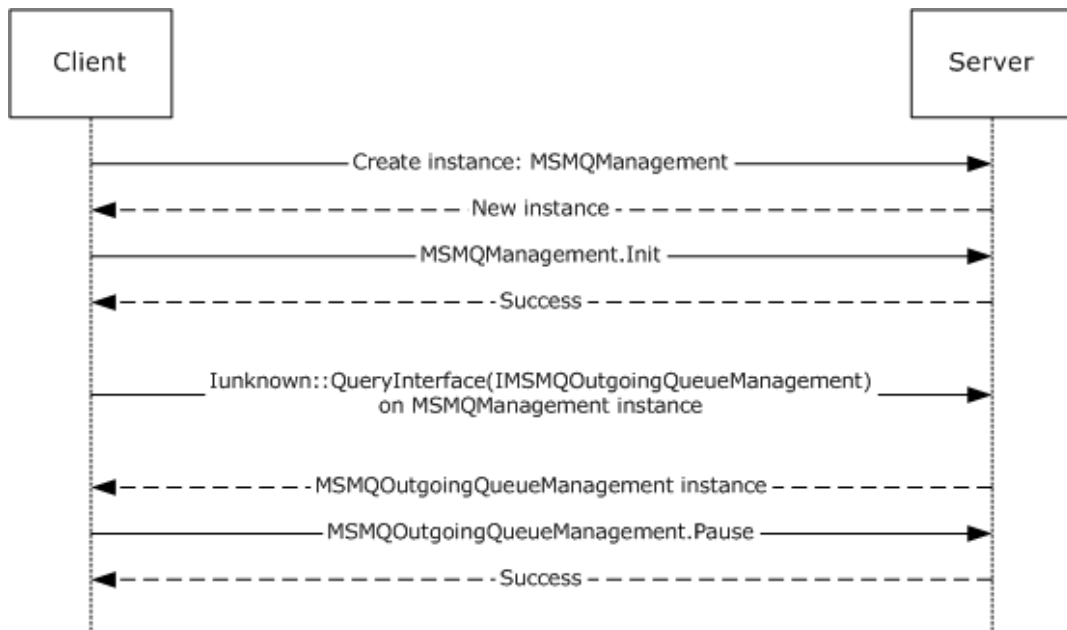 Client
Server
Create instance: MSMQManagement
New instance
MSMQManagement.Init
Success
Iunknown::QueryInterface(IMSMQOutgoingQueueManagement)
on MSMQManagement instance
MSMQOutgoingQueueManagement instance
MSMQOutgoingQueueManagement.Pause
Success